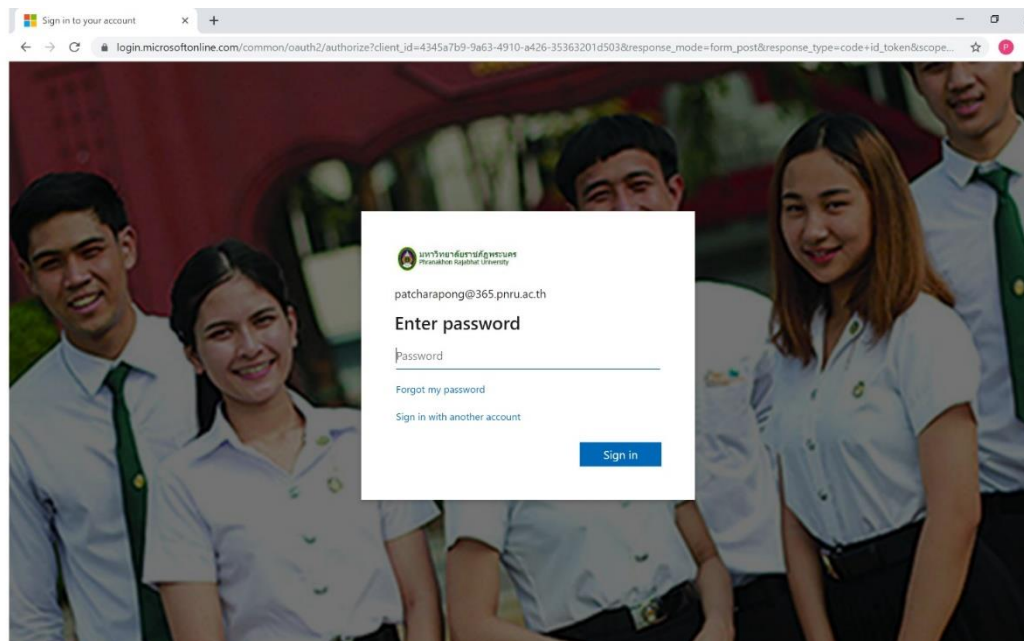 Sign in to your account
login.microsoftonline.com/common/oauth2/authorize?client_id=4345a7b9-9a63-4910-a426-35363201d503&response_mode=form_post&response_type=code+id_token&scope...
P
มหาวิทยาลัยราชภัฏพระนคร
Phranakhon Rajabhat University
patcharapong@365.pnru.ac.th
Enter password
Password
Forgot my password
Sign in with another account
Sign in